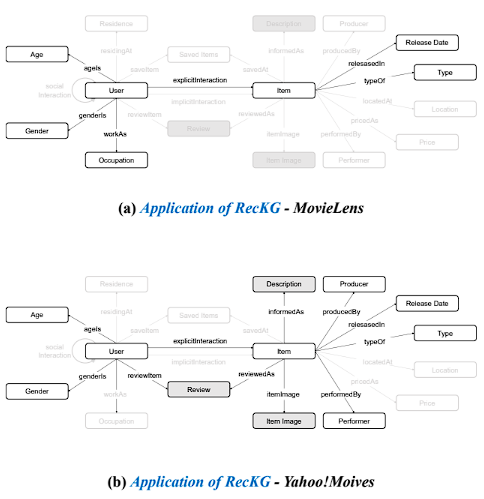 Residence
Description
Producer
Age
residingAt
informedAs
producedBy
Release Date
ageIs
saveItem
Saved Items
savedAt
releasedIn
Type
social
Interaction
User
explicitInteraction
Item
typeOf
implicitInteraction
locatedAt
Location
Gender
genderIs
reviewItem
Review
reviewedAs
pricedAs
Price
workAs
itemImage
performedBy
Occupation
Item Image
Performer
(a) Application of RecKG - MovieLens
Residence
Description
Producer
Age
residingAt
informedAs
producedBy
Release Date
ageIs
saveItem
Saved Items
savedAt
releasedIn
Type
social
Interaction
User
explicitInteraction
Item
typeOf
implicitInteraction
locatedAt
Location
Gender
genderIs
reviewItem
Review
reviewedAs
pricedAs
Price
workAs
itemImage
performedBy
Occupation
Item Image
Performer
(b) Application of RecKG - Yahoo!Moives